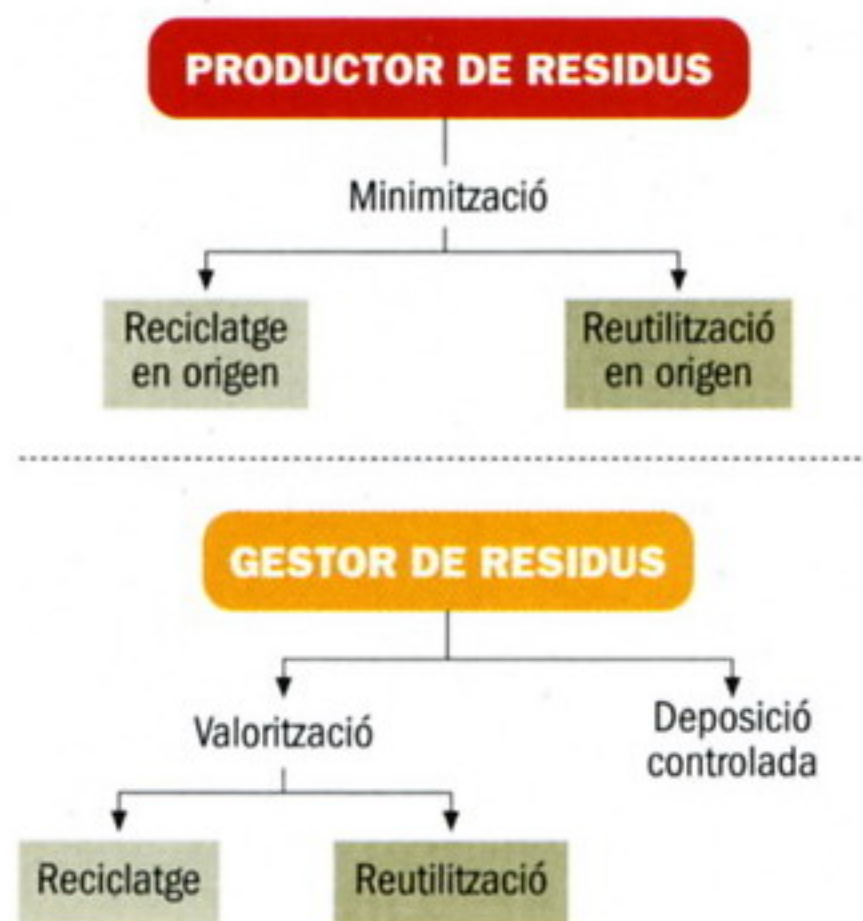 PRODUCTOR DE RESIDUS
Minimització
Reciclatge
en origen
Reutilització
en origen
GESTOR DE RESIDUS
Valorització
Deposició
controlada
Reciclatge
Reutilització